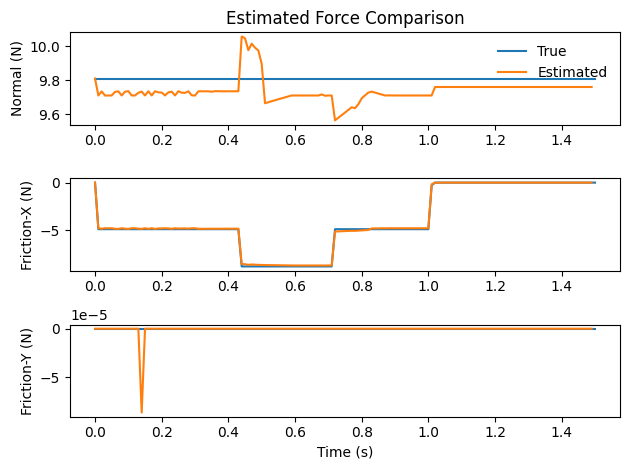 Estimated Force Comparison
Normal (N)
10.0
9.8
9.6
True
Estimated
0.0 0.2 0.4 0.6 0.8 1.0 1.2 1.4
Friction-X (N)
0
−5
0.0 0.2 0.4 0.6 0.8 1.0 1.2 1.4
1e−5
Friction-Y (N)
0
−5
0.0 0.2 0.4 0.6 0.8 1.0 1.2 1.4
Time (s)